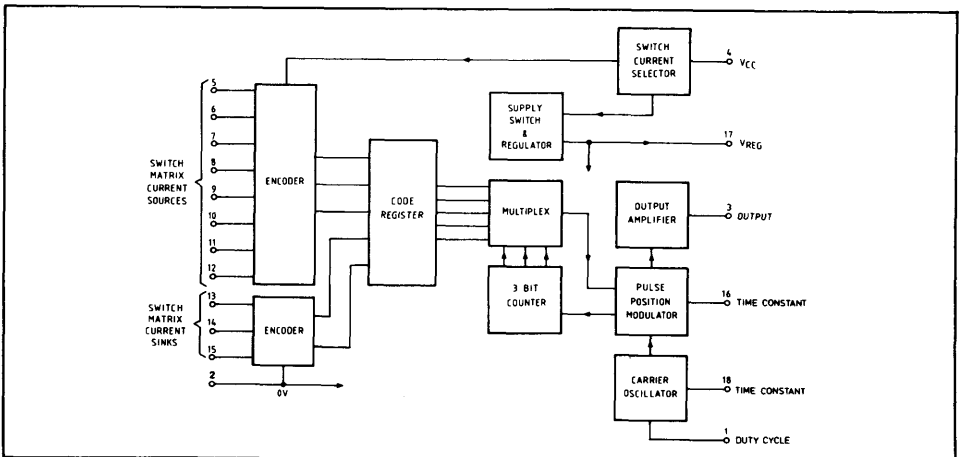 SWITCH
CURRENT
SELECTOR
4
VCC
5
6
7
8
9
10
11
12
SWITCH
MATRIX
CURRENT
SOURCES
ENCODER
SUPPLY
SWITCH
&
REGULATOR
17
VREG
CODE
REGISTER
MULTIPLEX
OUTPUT
AMPLIFIER
3
OUTPUT
13
14
15
SWITCH
MATRIX
CURRENT
SINKS
ENCODER
3 BIT
COUNTER
PULSE
POSITION
MODULATOR
16
TIME CONSTANT
2
0V
CARRIER
OSCILLATOR
18
TIME CONSTANT
1
DUTY CYCLE